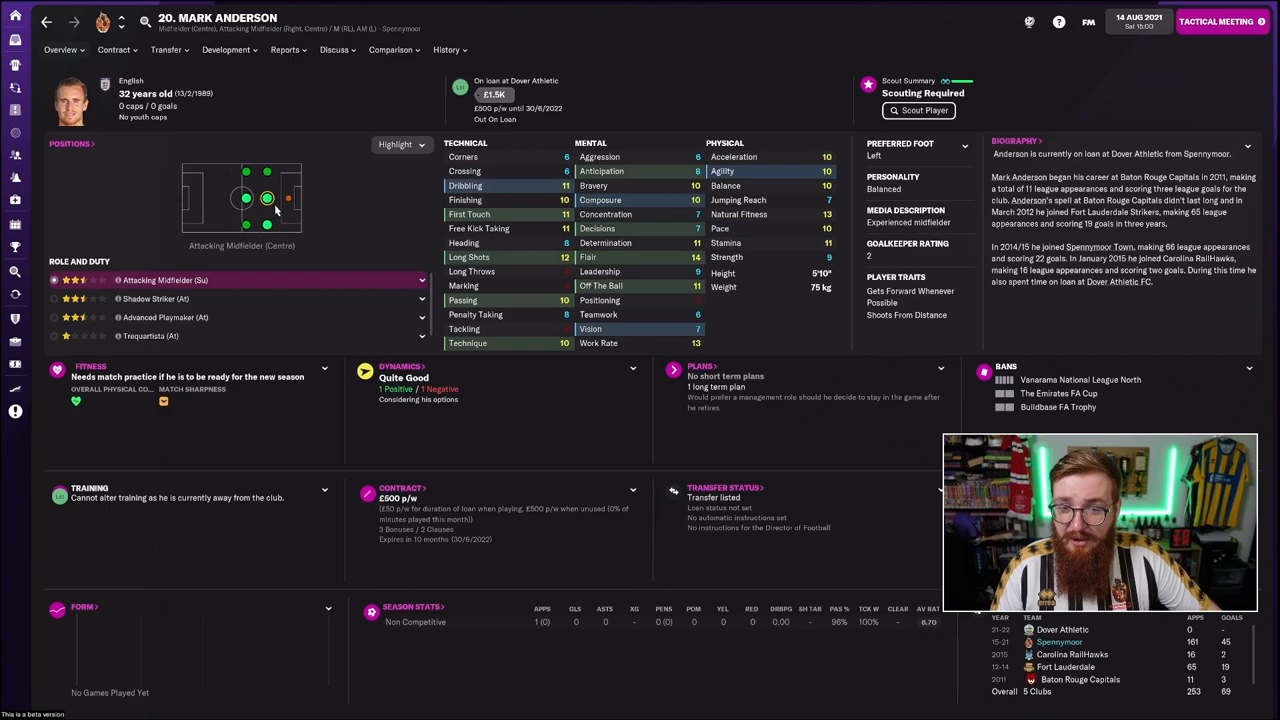 20. MARK ANDERSON
Midfielder (Centre), Attacking Midfielder (Right, Centre) / M (RL), AM (L) - Spennymoor
FM
14 AUG 2021
Sat 15:00
TACTICAL MEETING
Overview
Contract
Transfer
Development
Reports
Discuss
Comparison
History
English
32 years old (13/2/1989)
0 caps / 0 goals
No youth caps
Lst
On loan at Dover Athletic
£1.5K
£500 p/w until 30/6/2022
Out On Loan
Scout Summary
Scouting Required
Scout Player
POSITIONS
Highlight
Attacking Midfielder (Centre)
ROLE AND DUTY
Attacking Midfielder (Su)
Shadow Striker (At)
Advanced Playmaker (At)
Trequartista (At)
TECHNICAL
Corners 6
Crossing 6
Dribbling 11
Finishing 10
First Touch 11
Free Kick Taking 11
Heading 8
Long Shots 12
Long Throws
Marking
Passing 10
Penalty Taking 8
Tackling
Technique 10
MENTAL
Aggression 6
Anticipation 8
Bravery 10
Composure 10
Concentration 7
Decisions 7
Determination 11
Flair 14
Leadership 9
Off The Ball 11
Positioning
Teamwork 6
Vision 7
Work Rate 13
PHYSICAL
Acceleration 10
Agility 10
Balance 10
Jumping Reach 7
Natural Fitness 13
Pace 10
Stamina 11
Strength 9
Height 5'10"
Weight 75 kg
PREFERRED FOOT
Left
PERSONALITY
Balanced
MEDIA DESCRIPTION
Experienced midfielder
GOALKEEPER RATING
2
PLAYER TRAITS
Gets Forward Whenever
Possible
Shoots From Distance
BIOGRAPHY
Anderson is currently on loan at Dover Athletic from Spennymoor.
Mark Anderson began his career at Baton Rouge Capitals in 2011, making
a total of 11 league appearances and scoring three league goals for the
club. Anderson's spell at Baton Rouge Capitals didn't last long and in
March 2012 he joined Fort Lauderdale Strikers, making 65 league
appearances and scoring 19 goals in three years.
In 2014/15 he joined Spennymoor Town, making 66 league appearances
and scoring 22 goals. In January 2015 he joined Carolina RailHawks,
making 16 league appearances and scoring two goals. During this time he
also spent time on loan at Dover Athletic FC.
FITNESS
Needs match practice if he is to be ready for the new season
OVERALL PHYSICAL CO... MATCH SHARPNESS
DYNAMICS
Quite Good
1 Positive / 1 Negative
Considering his options
PLANS
No short term plans
1 long term plan
Would prefer a management role should he decide to stay in the game after
he retires
BANS
Vanarama National League North
The Emirates FA Cup
Buildbase FA Trophy
TRAINING
Lst
Cannot alter training as he is currently away from the club.
CONTRACT
£500 p/w
(£50 p/w for duration of loan when playing, £500 p/w when unused (0% of
minutes played this month))
3 Bonuses / 2 Clauses
Expires in 10 months (30/6/2022)
TRANSFER STATUS
Transfer listed
Loan status not set
No automatic instructions set
No instructions for the Director of Football
FORM
No Games Played Yet
SEASON STATS
APPS GLS ASTS XG PENS POM YEL RED DRBPG SH TAR PAS % TCK W CLEAR AV RAT
Non Competitive 1 (0) 0 0 - 0 (0) 0 0 0 0.00 - 96% 100% - 6.70
YEAR TEAM APPS GOALS
21-22 Dover Athletic 0 -
15-21 Spennymoor 161 45
2015 Carolina RailHawks 16 2
12-14 Fort Lauderdale 65 19
2011 Baton Rouge Capitals 11 3
Overall 5 Clubs 253 69
This is a beta version